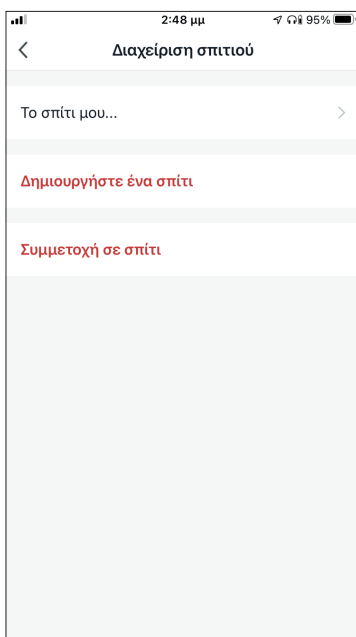 2:48 μμ 95%
Διαχείριση σπιτιού
Το σπίτι μου...
Δημιουργήστε ένα σπίτι
Συμμετοχή σε σπίτι